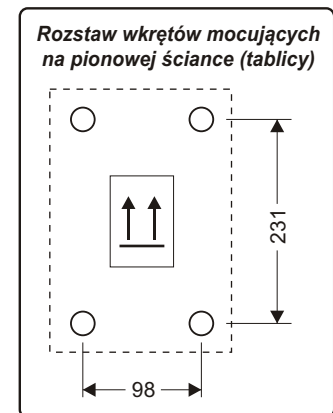 Rozstaw wkrętów mocujących
na pionowej ściance (tablicy)
231
98